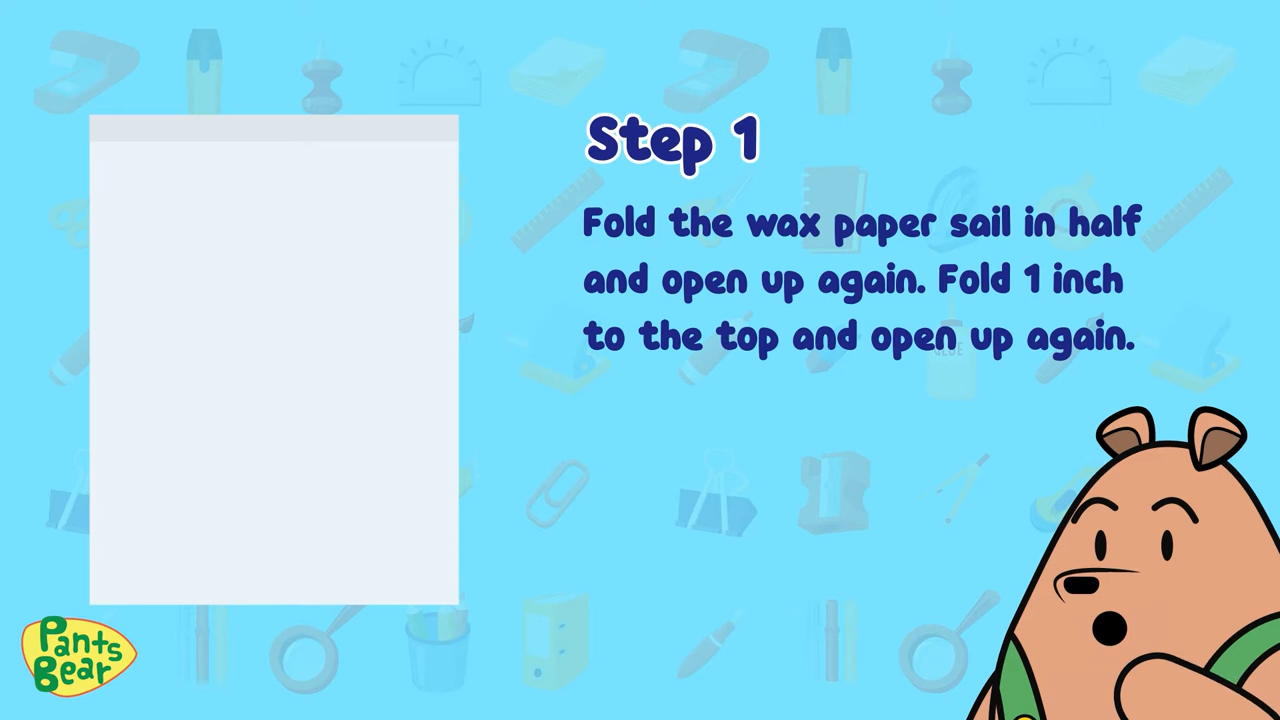 Step 1
Fold the wax paper sail in half
and open up again. Fold 1 inch
to the top and open up again.
GLUE
Pants
Bear